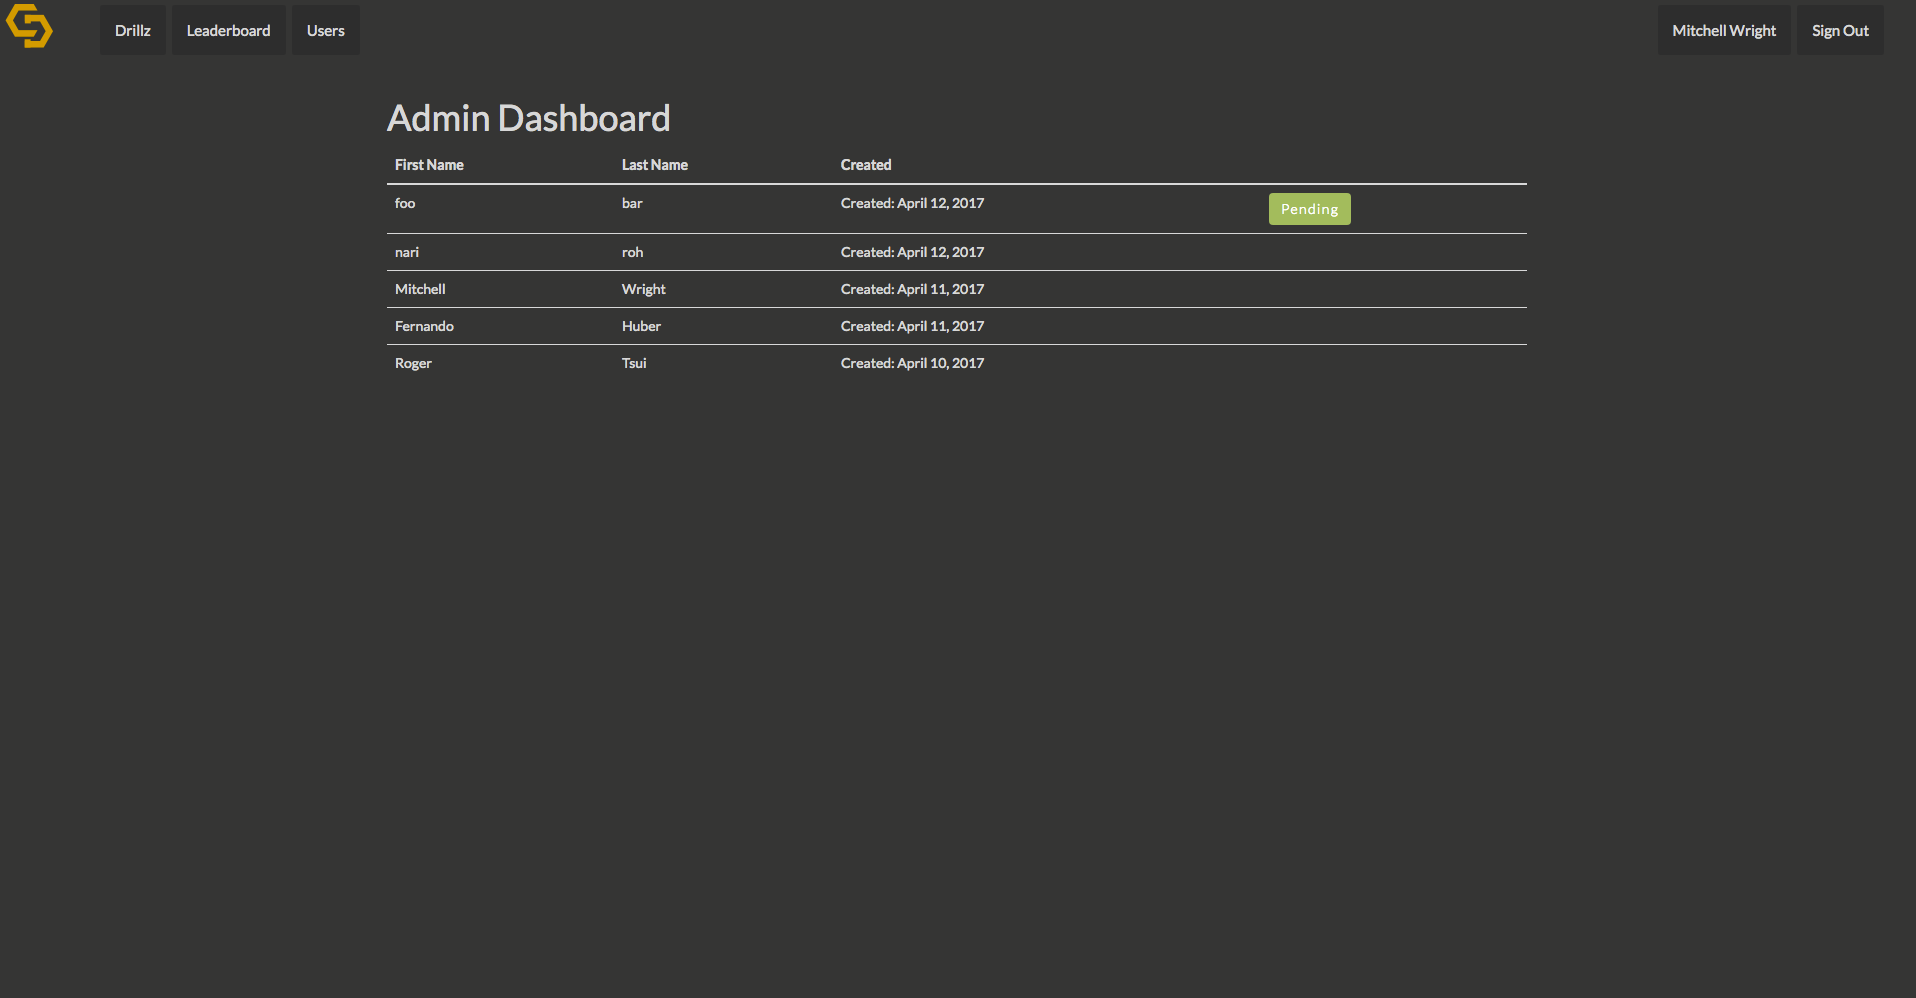 Drillz Leaderboard Users Mitchell Wright Sign Out
Admin Dashboard
First Name Last Name Created
foo bar Created: April 12, 2017 Pending
nari roh Created: April 12, 2017
Mitchell Wright Created: April 11, 2017
Fernando Huber Created: April 11, 2017
Roger Tsui Created: April 10, 2017